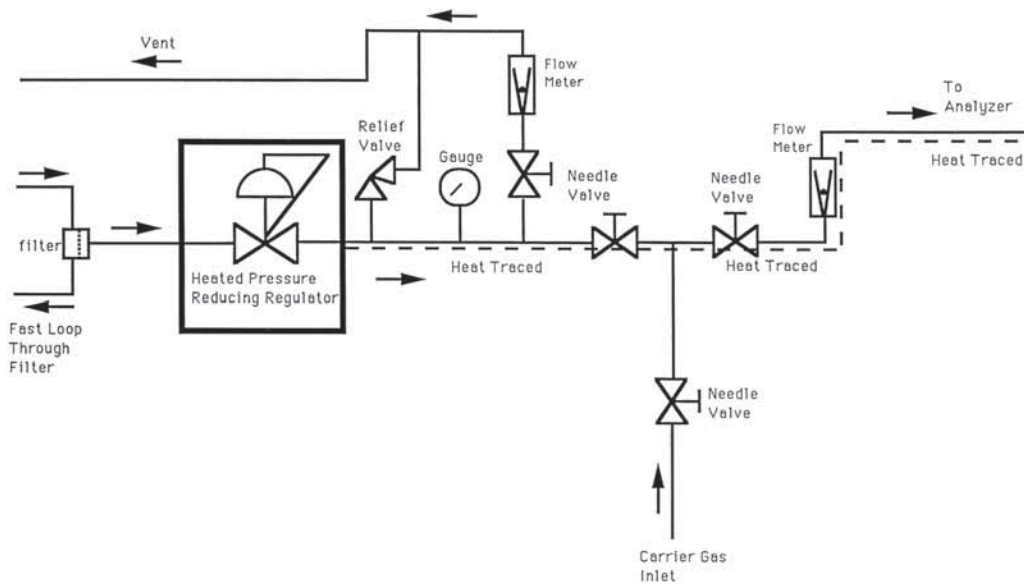 Vent
Flow
Meter
To
Analyzer
Relief
Valve
Flow
Meter
Heat Traced
Gauge
Needle
Valve
Needle
Valve
filter
Heated Pressure
Reducing Regulator
Heat Traced
Heat Traced
Fast Loop
Through
Filter
Needle
Valve
Carrier Gas
Inlet